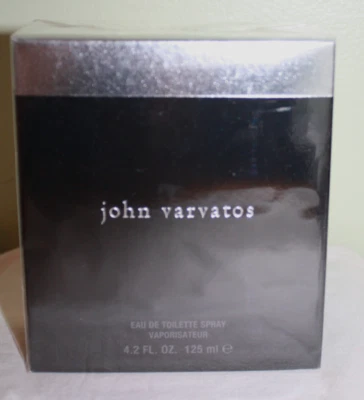 john varvatos
EAU DE TOILETTE SPRAY
VAPORISATEUR
4.2 FL. OZ. 125 ml ℮